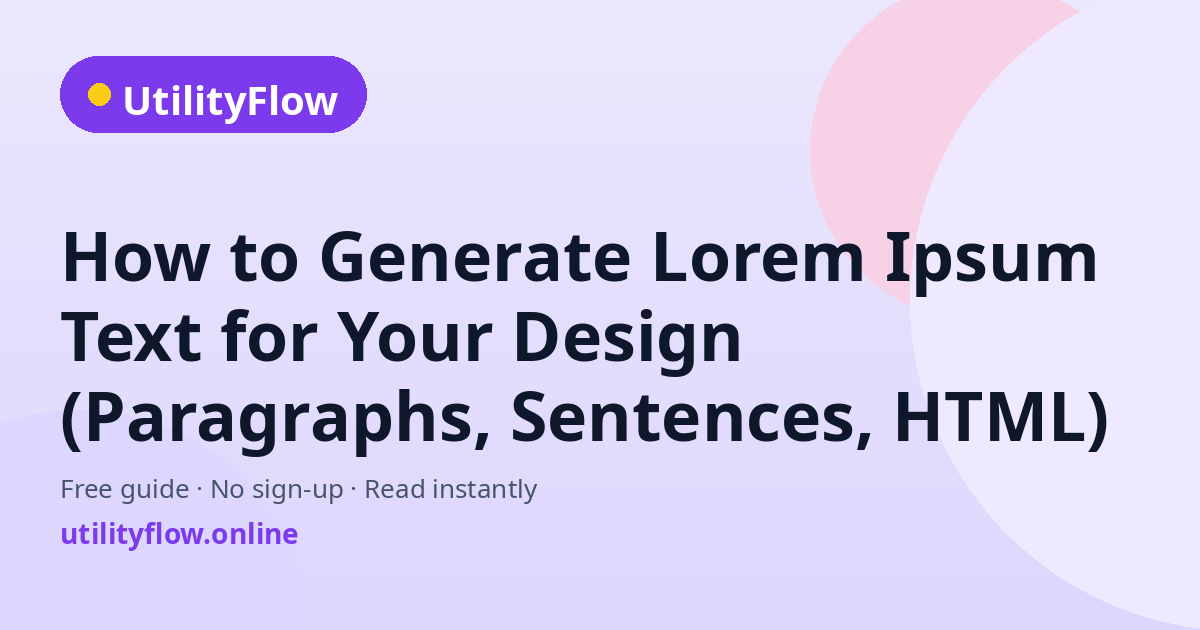 UtilityFlow
How to Generate Lorem Ipsum
Text for Your Design
(Paragraphs, Sentences, HTML)
Free guide · No sign-up · Read instantly
utilityflow.online